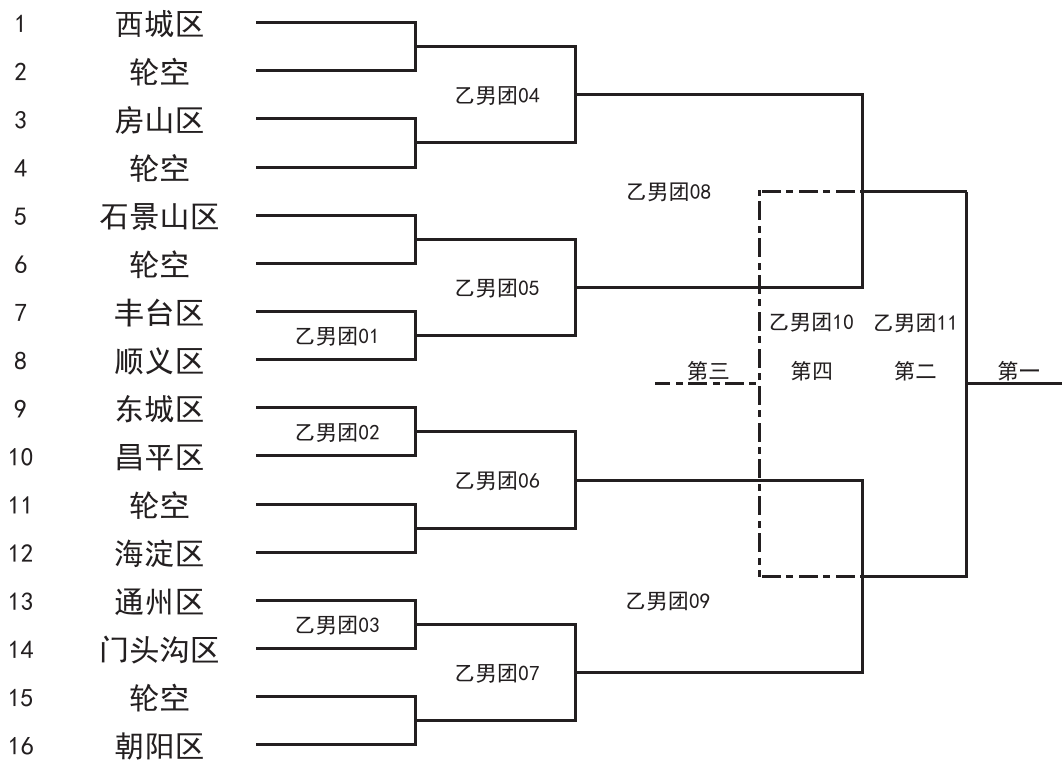 1 西城区
2 轮空
乙男团04
3 房山区
4 轮空
乙男团08
5 石景山区
6 轮空
乙男团05
7 丰台区
乙男团01
乙男团10 乙男团11
8 顺义区
第三 第四 第二 第一
9 东城区
乙男团02
10 昌平区
乙男团06
11 轮空
12 海淀区
13 通州区
乙男团09
乙男团03
14 门头沟区
乙男团07
15 轮空
16 朝阳区